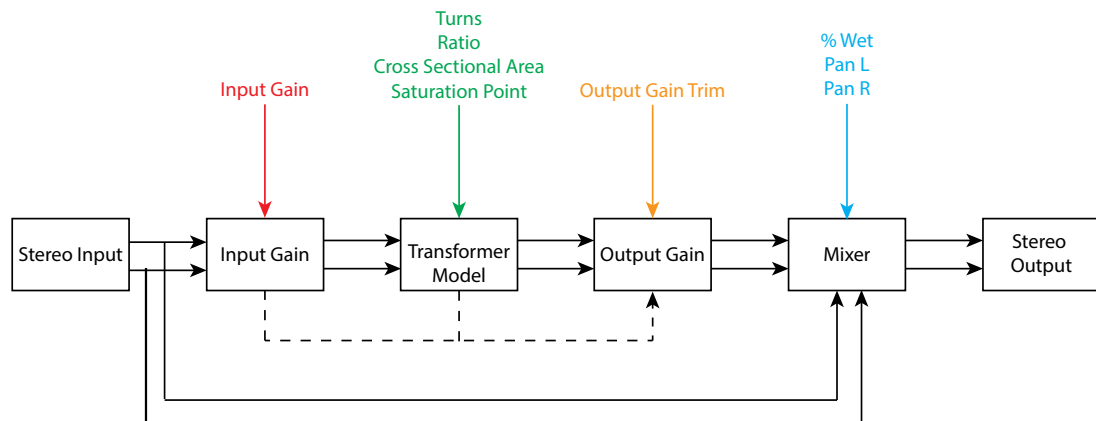 Turns
Ratio
Cross Sectional Area
Saturation Point
Input Gain
Output Gain Trim
% Wet
Pan L
Pan R
Stereo Input
Input Gain
Transformer
Model
Output Gain
Mixer
Stereo
Output